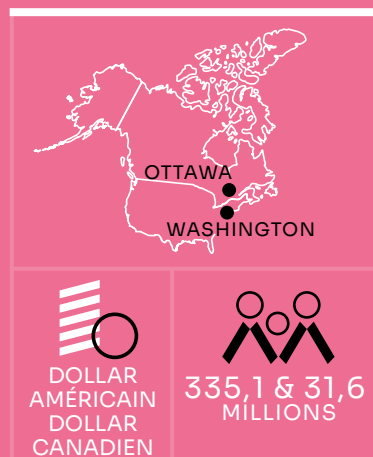 OTTAWA
WASHINGTON
DOLLAR
AMÉRICAIN
DOLLAR
CANADIEN
335,1 & 31,6
MILLIONS